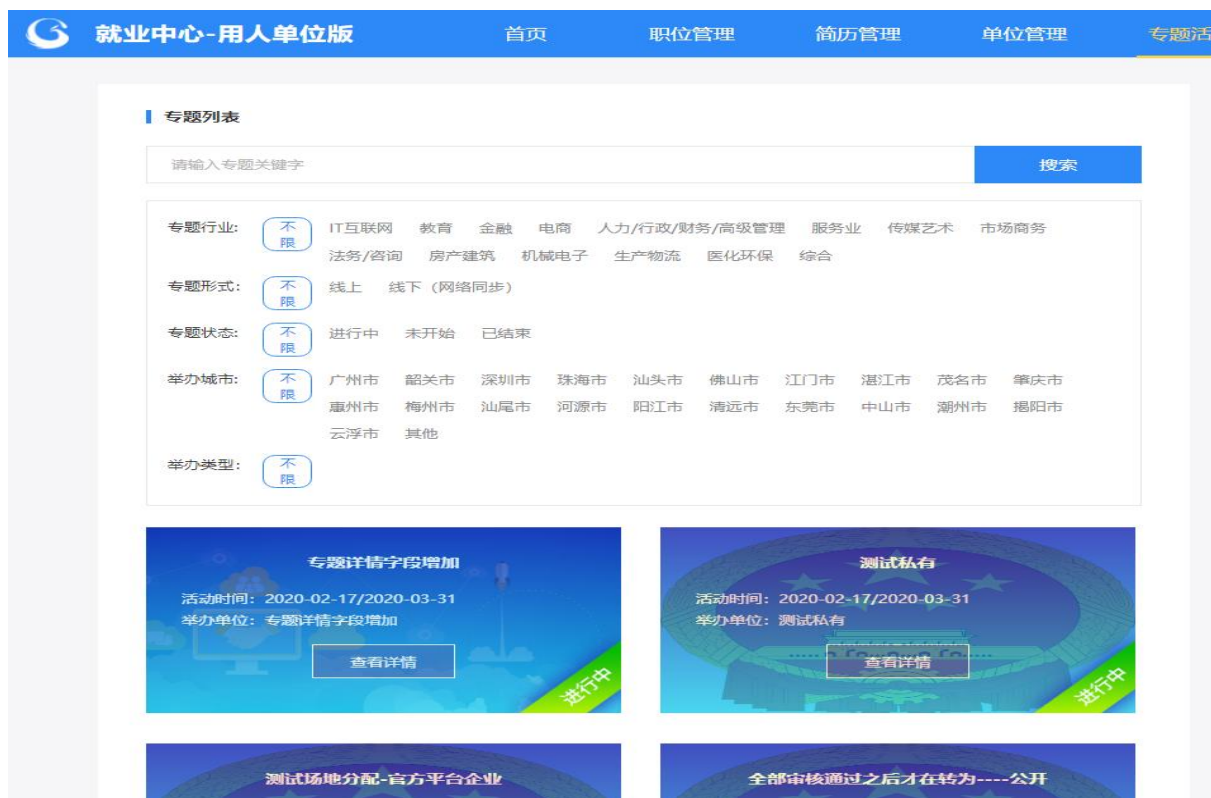 就业中心-用人单位版 首页 职位管理 简历管理 单位管理 专题活
专题列表
请输入专题关键字 搜索
专题行业: 不限 IT互联网 教育 金融 电商 人力/行政/财务/高级管理 服务业 传媒艺术 市场商务
法务/咨询 房产建筑 机械电子 生产物流 医化环保 综合
专题形式: 不限 线上 线下（网络同步）
专题状态: 不限 进行中 未开始 已结束
举办城市: 不限 广州市 韶关市 深圳市 珠海市 汕头市 佛山市 江门市 湛江市 茂名市 肇庆市
惠州市 梅州市 汕尾市 河源市 阳江市 清远市 东莞市 中山市 潮州市 揭阳市
云浮市 其他
举办类型: 不限
专题详情字段增加
活动时间: 2020-02-17/2020-03-31
举办单位: 专题详情字段增加
查看详情
进行中
测试私有
活动时间: 2020-02-17/2020-03-31
举办单位: 测试私有
查看详情
进行中
测试场地分配-官方平台企业
全部审核通过之后才在转为----公开